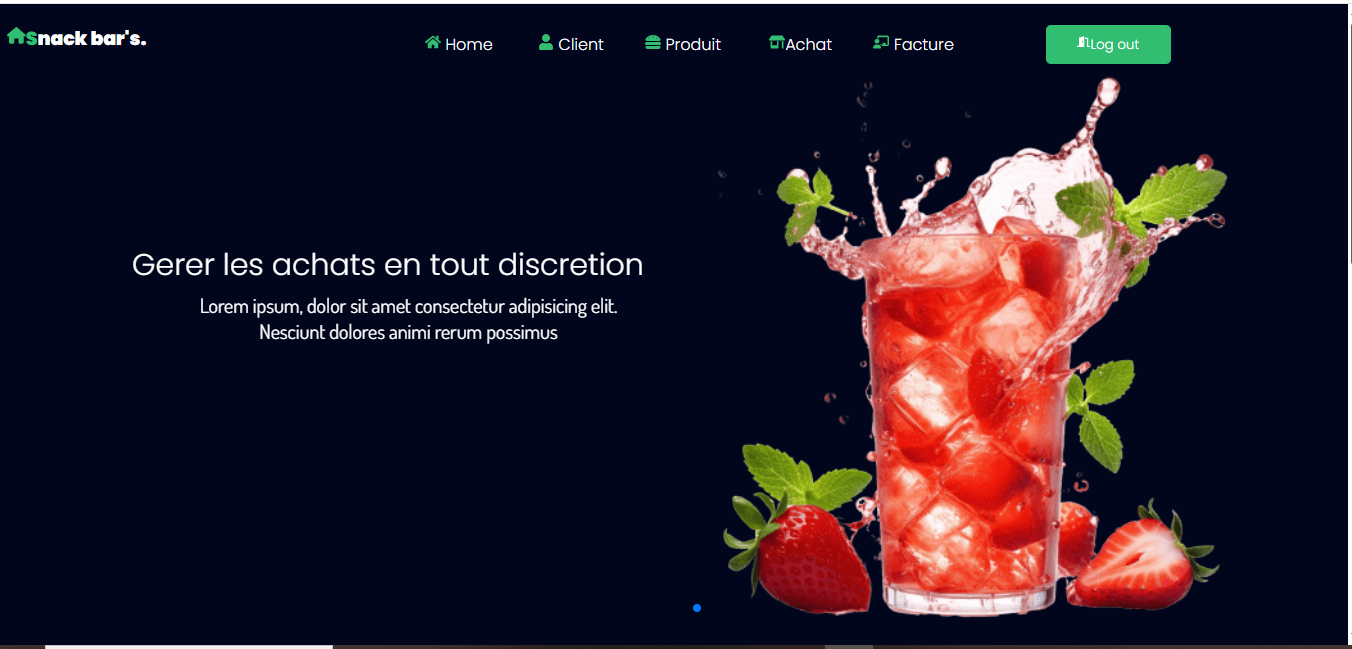 Snack bar's.
Home Client Produit Achat Facture Log out
Gerer les achats en tout discretion
Lorem ipsum, dolor sit amet consectetur adipisicing elit.
Nesciunt dolores animi rerum possimus